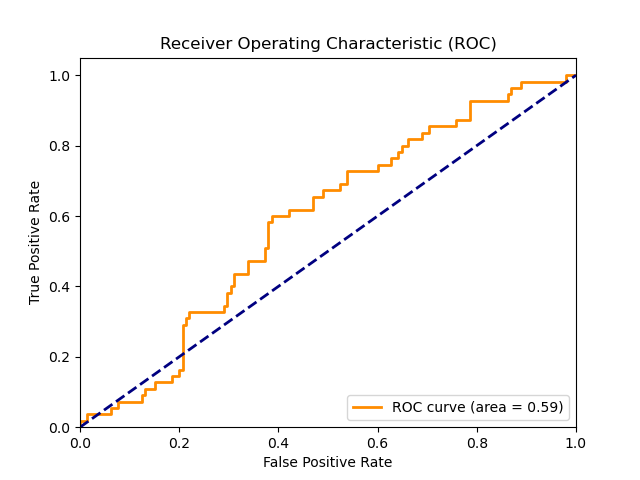 Receiver Operating Characteristic (ROC)
1.0
0.8
0.6
0.4
0.2
0.0
True Positive Rate
ROC curve (area = 0.59)
0.0 0.2 0.4 0.6 0.8 1.0
False Positive Rate